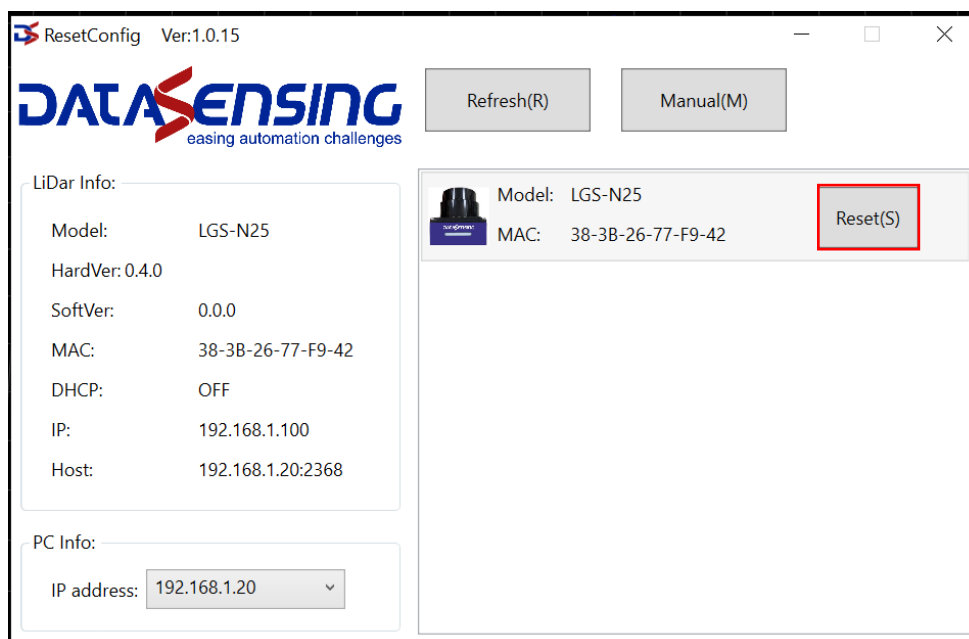 ResetConfig Ver:1.0.15
DATASENSING
easing automation challenges
Refresh(R)
Manual(M)
LiDar Info:
Model: LGS-N25
HardVer: 0.4.0
SoftVer: 0.0.0
MAC: 38-3B-26-77-F9-42
DHCP: OFF
IP: 192.168.1.100
Host: 192.168.1.20:2368
PC Info:
IP address: 192.168.1.20
Model: LGS-N25
MAC: 38-3B-26-77-F9-42
Reset(S)